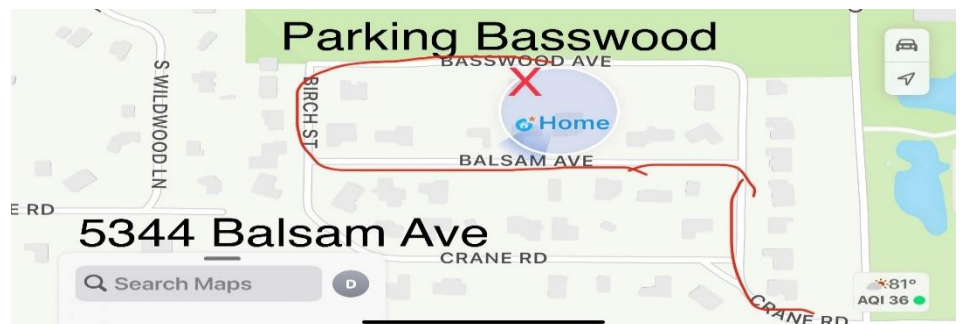 Parking Basswood
BASSWOOD AVE
S WILDWOOD LN
BIRCH ST
Home
BALSAM AVE
E RD
5344 Balsam Ave
CRANE RD
Search Maps
D
81°
AQI 36
CRANE RD